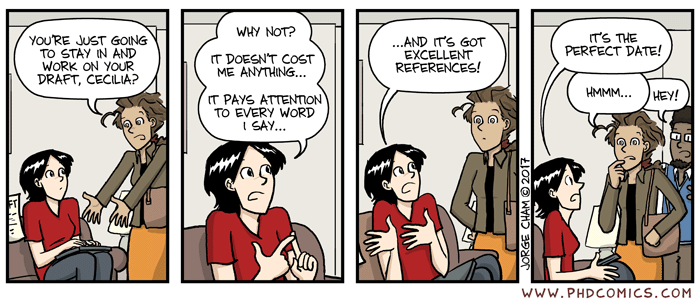 YOU'RE JUST GOING
TO STAY IN AND
WORK ON YOUR
DRAFT, CECILIA?
WHY NOT?
IT DOESN'T COST
ME ANYTHING...
IT PAYS ATTENTION
TO EVERY WORD
I SAY...
...AND IT'S GOT
EXCELLENT
REFERENCES!
JORGE CHAM © 2017
IT'S THE
PERFECT DATE!
HMMM...
HEY!
WWW.PHDCOMICS.COM